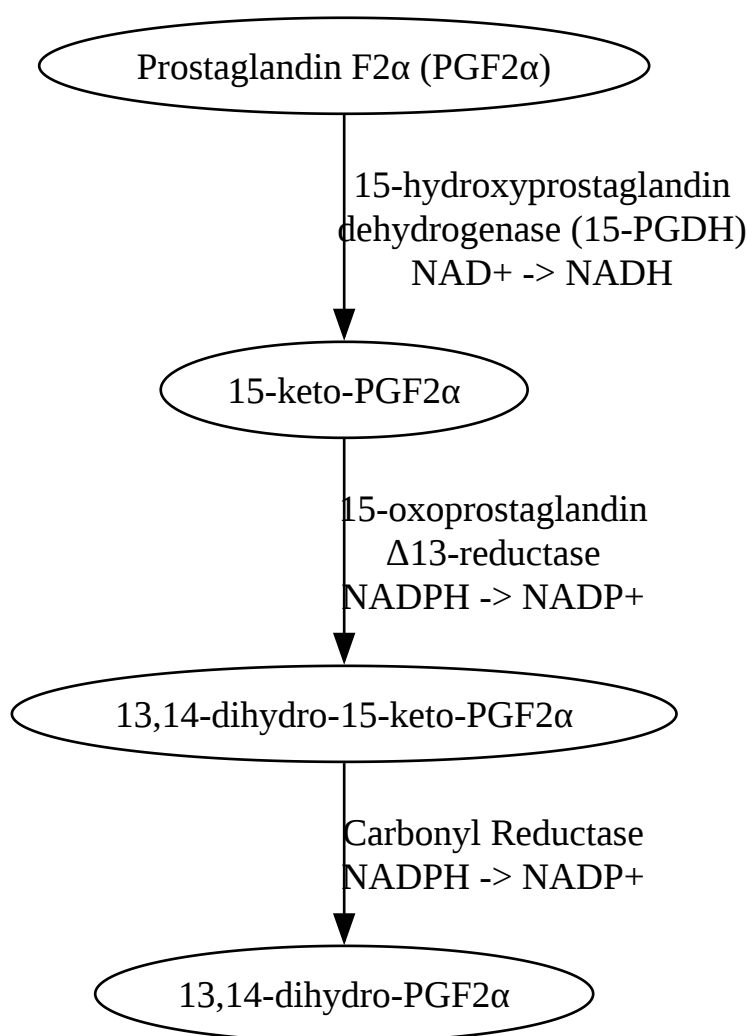 Prostaglandin F2α (PGF2α)
15-hydroxyprostaglandin
dehydrogenase (15-PGDH)
NAD+ -> NADH
15-keto-PGF2α
15-oxoprostaglandin
Δ13-reductase
NADPH -> NADP+
13,14-dihydro-15-keto-PGF2α
Carbonyl Reductase
NADPH -> NADP+
13,14-dihydro-PGF2α